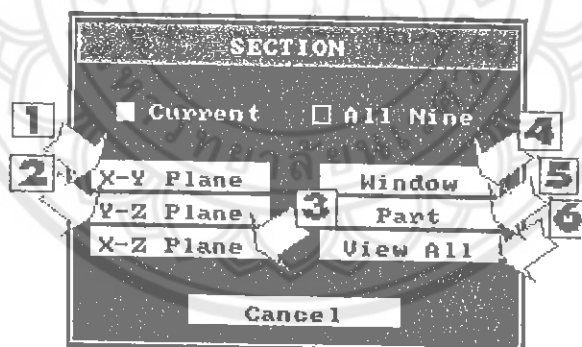 SECTION
Current All Nine
1 4
2 5
X-Y Plane Window
Y-Z Plane 3 Part 6
X-Z Plane View All
Cancel